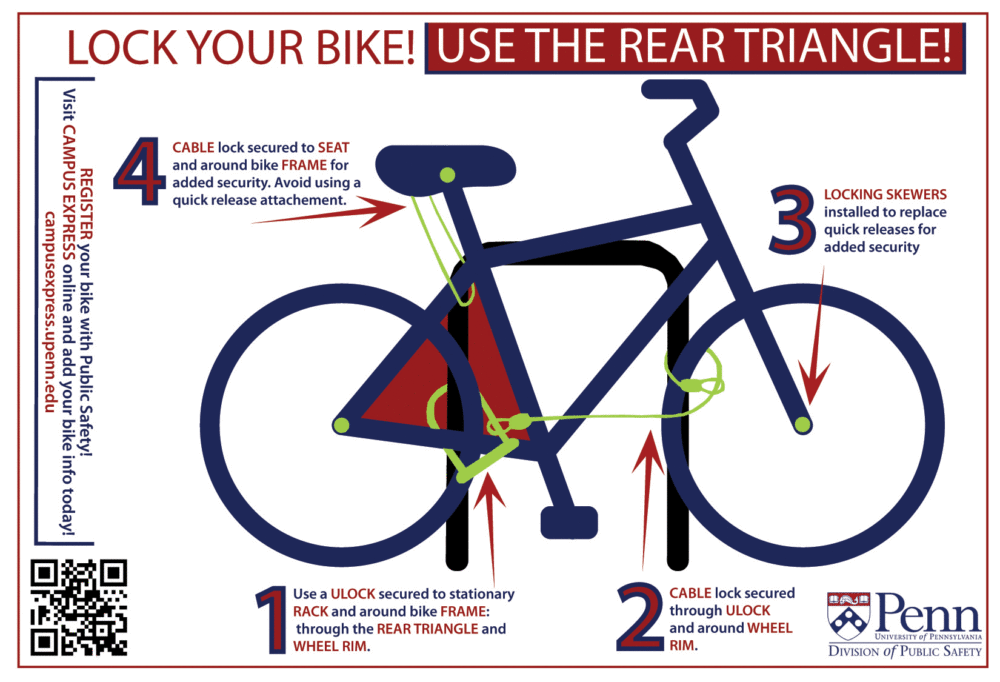 LOCK YOUR BIKE! USE THE REAR TRIANGLE!
REGISTER your bike with Public Safety!
Visit CAMPUS EXPRESS online and add your bike info today!
campusexpress.upenn.edu
4
CABLE lock secured to SEAT
and around bike FRAME for
added security. Avoid using a
quick release attachement.
3
LOCKING SKEWERS
installed to replace
quick releases for
added security
1
Use a ULOCK secured to stationary
RACK and around bike FRAME:
through the REAR TRIANGLE and
WHEEL RIM.
2
CABLE lock secured
through ULOCK
and around WHEEL
RIM.
Penn
UNIVERSITY OF PENNSYLVANIA
DIVISION of PUBLIC SAFETY